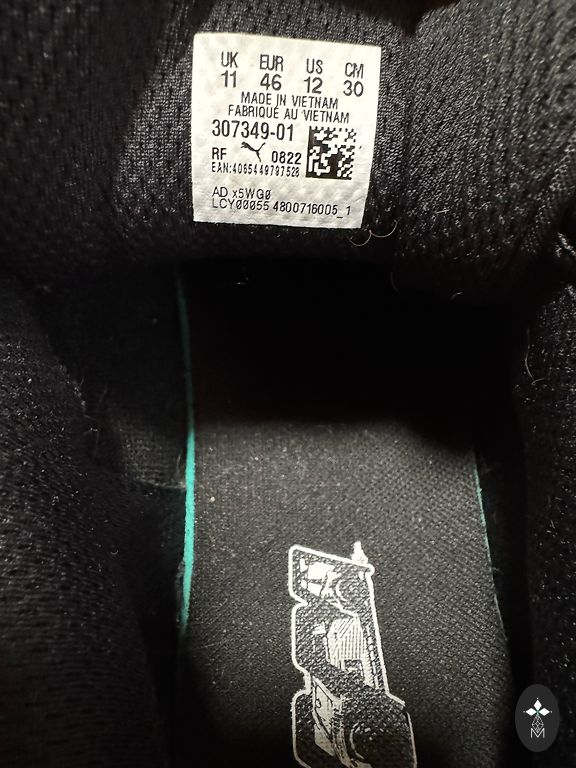 UK EUR US CM
11 46 12 30
MADE IN VIETNAM
FABRIQUÉ AU VIETNAM
307349-01
RF 0822
EAN:4065449797528
AD x5WG0
LCY00055 4800716005_1
M